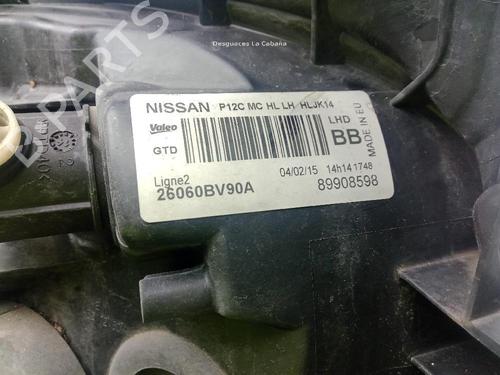 Desguaces La Cabaña
B-PARTS
NISSAN P12C MC HL LH HLJK14
Valeo
LHD
GTD
BB
MADE IN EU
Ligne2
04/02/15 14h14 1748
26060BV90A
89908598